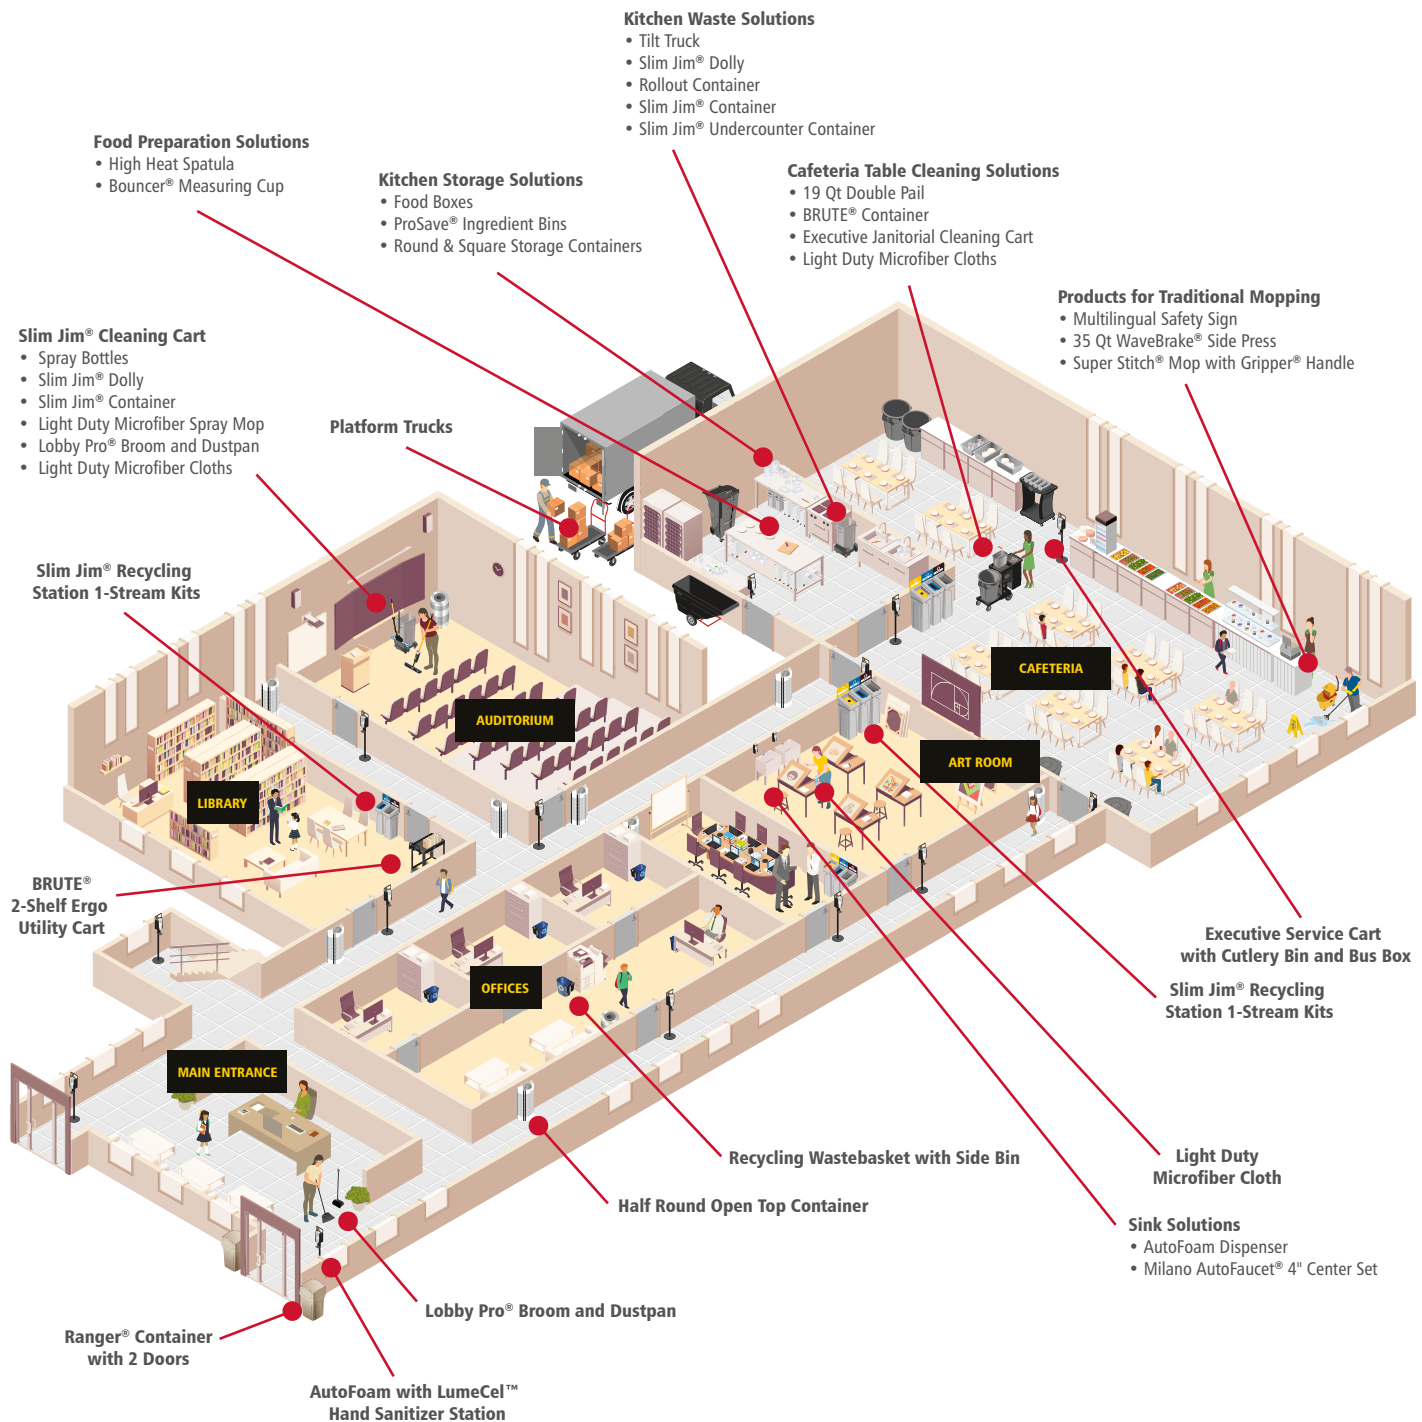 Kitchen Waste Solutions
• Tilt Truck
• Slim Jim® Dolly
• Rollout Container
• Slim Jim® Container
• Slim Jim® Undercounter Container
Food Preparation Solutions
• High Heat Spatula
• Bouncer® Measuring Cup
Kitchen Storage Solutions
• Food Boxes
• ProSave® Ingredient Bins
• Round & Square Storage Containers
Cafeteria Table Cleaning Solutions
• 19 Qt Double Pail
• BRUTE® Container
• Executive Janitorial Cleaning Cart
• Light Duty Microfiber Cloths
Products for Traditional Mopping
• Multilingual Safety Sign
• 35 Qt WaveBrake® Side Press
• Super Stitch® Mop with Gripper® Handle
Slim Jim® Cleaning Cart
• Spray Bottles
• Slim Jim® Dolly
• Slim Jim® Container
• Light Duty Microfiber Spray Mop
• Lobby Pro® Broom and Dustpan
• Light Duty Microfiber Cloths
Platform Trucks
Slim Jim® Recycling
Station 1-Stream Kits
CAFETERIA
AUDITORIUM
ART ROOM
LIBRARY
BRUTE®
2-Shelf Ergo
Utility Cart
OFFICES
Executive Service Cart
with Cutlery Bin and Bus Box
Slim Jim® Recycling
Station 1-Stream Kits
MAIN ENTRANCE
Recycling Wastebasket with Side Bin
Light Duty
Microfiber Cloth
Half Round Open Top Container
Sink Solutions
• AutoFoam Dispenser
• Milano AutoFaucet® 4" Center Set
Lobby Pro® Broom and Dustpan
Ranger® Container
with 2 Doors
AutoFoam with LumeCel™
Hand Sanitizer Station